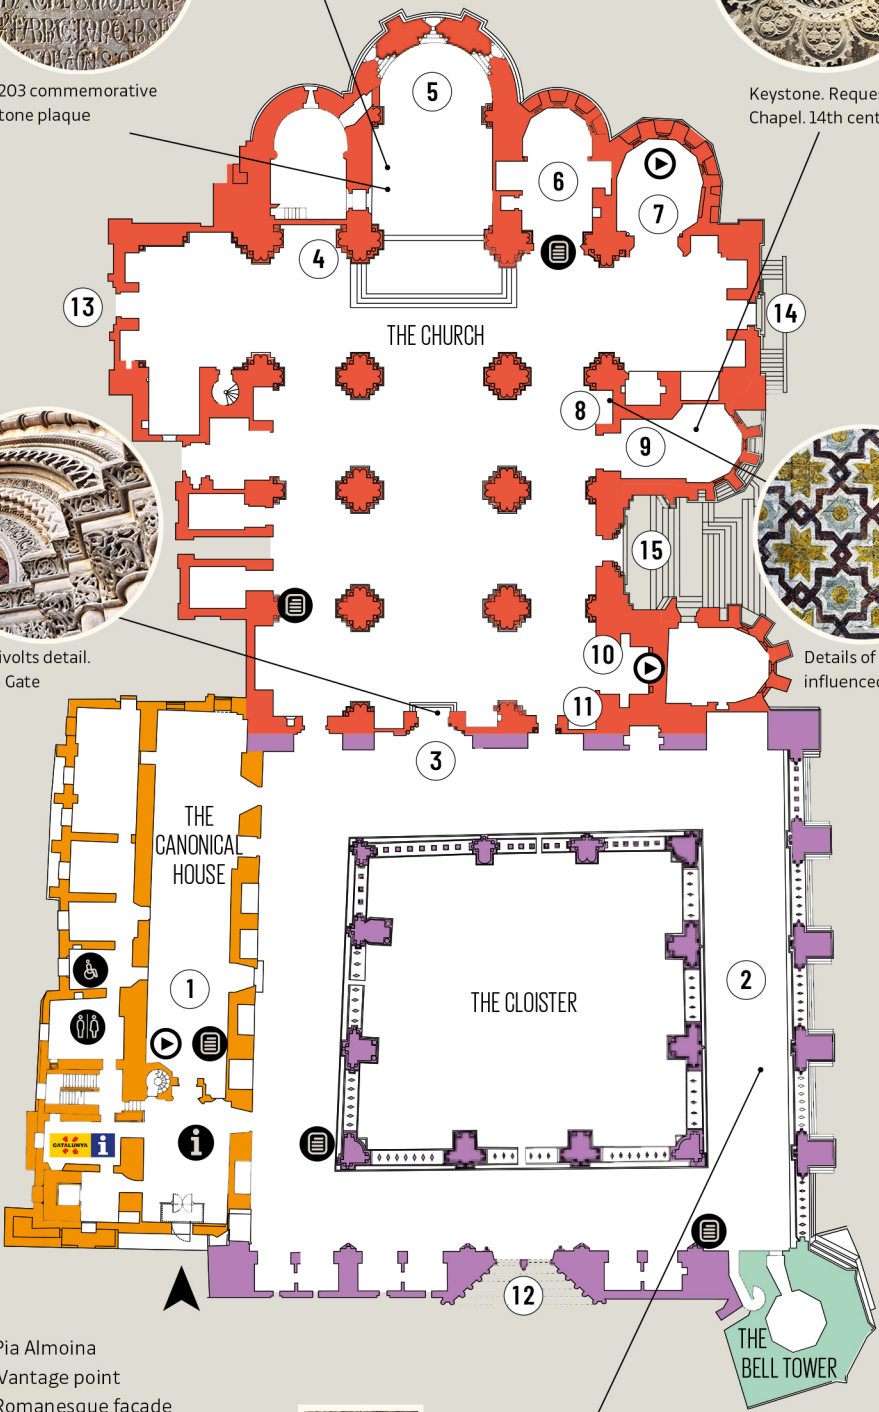 203 commemorative
tone plaque
Keystone. Reque
Chapel. 14th cent
5
6
7
4
13
14
THE CHURCH
8
9
15
ivolts detail.
Gate
Details of
influenced
10
11
3
THE
CANONICAL
HOUSE
1
2
THE CLOISTER
CATALUNYA i
i
12
THE
BELL TOWER
Pia Almoina
Vantage point
Romanesque façade